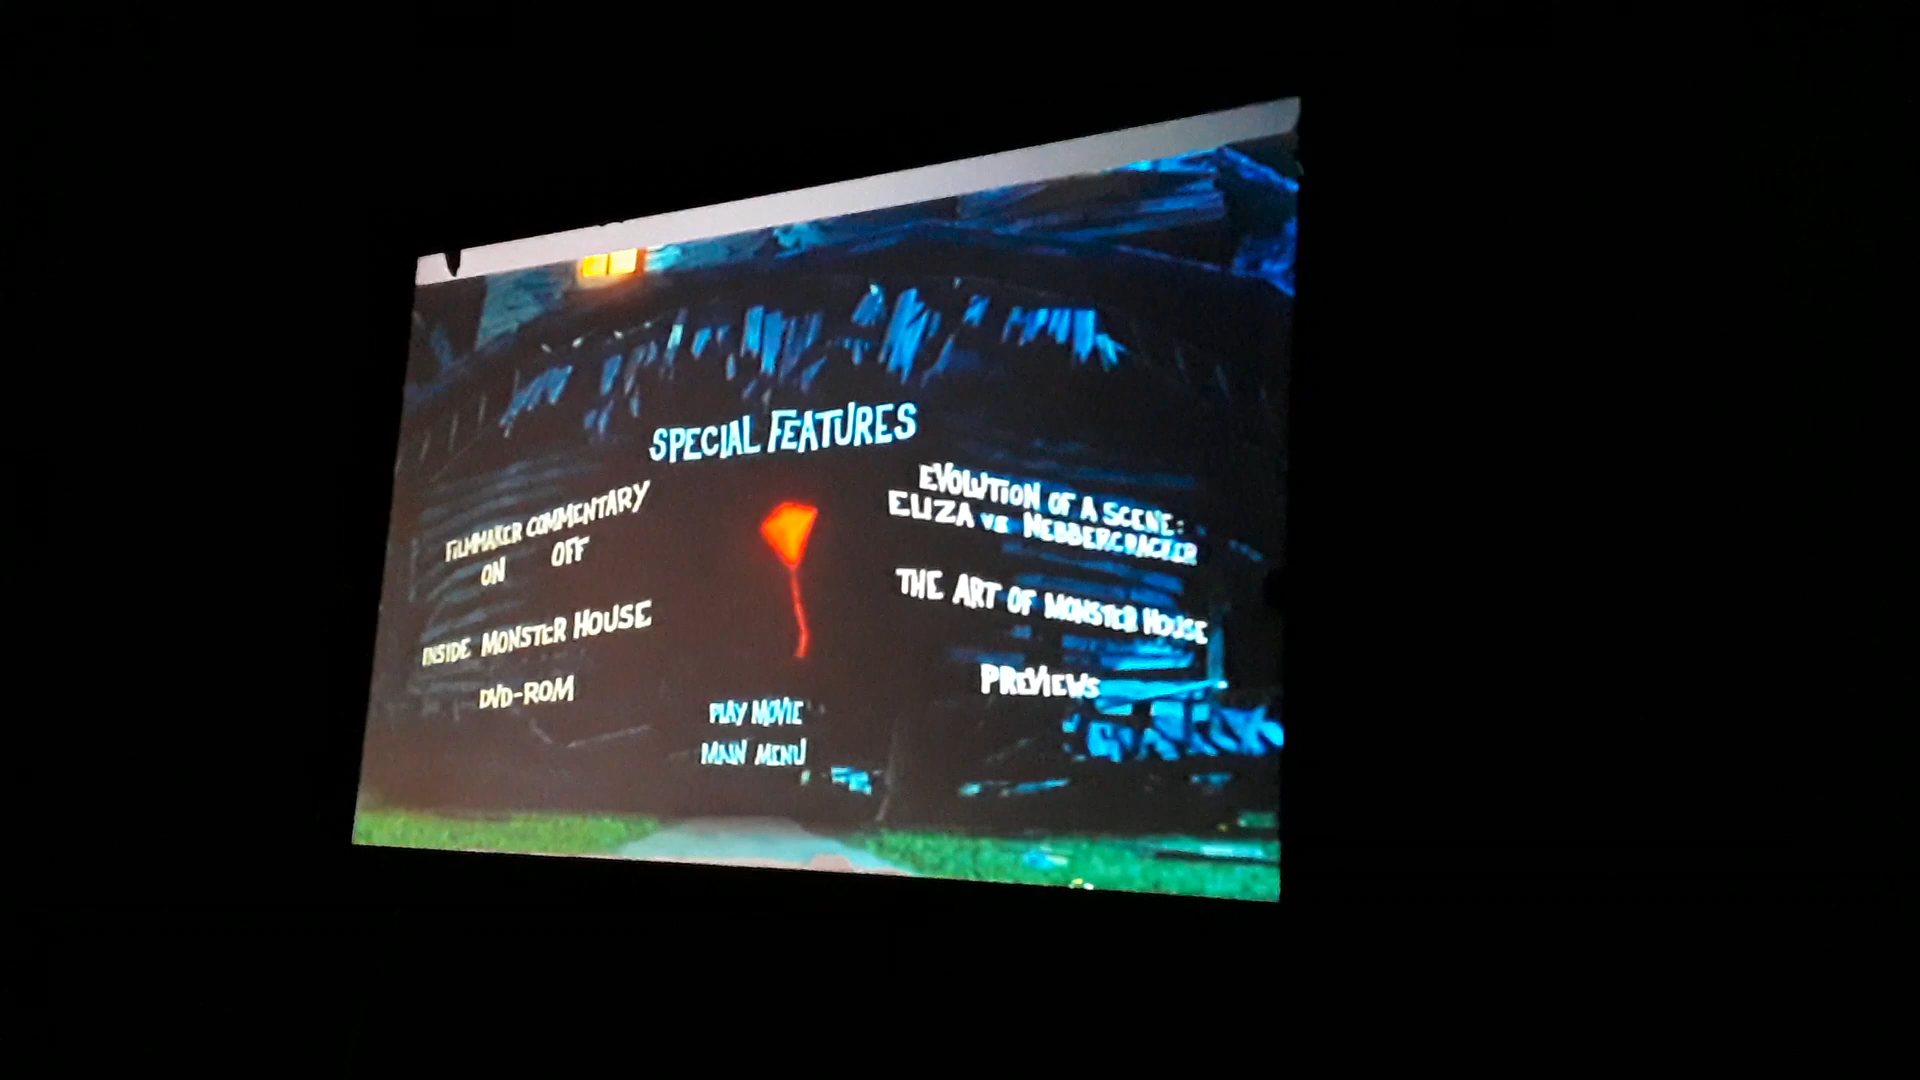 SPECIAL FEATURES
FILMMAKER COMMENTARY
ON OFF
INSIDE MONSTER HOUSE
DVD-ROM
EVOLUTION OF A SCENE:
ELIZA VS NEBBERCRACKER
THE ART OF MONSTER HOUSE
PREVIEWS
PLAY MOVIE
MAIN MENU